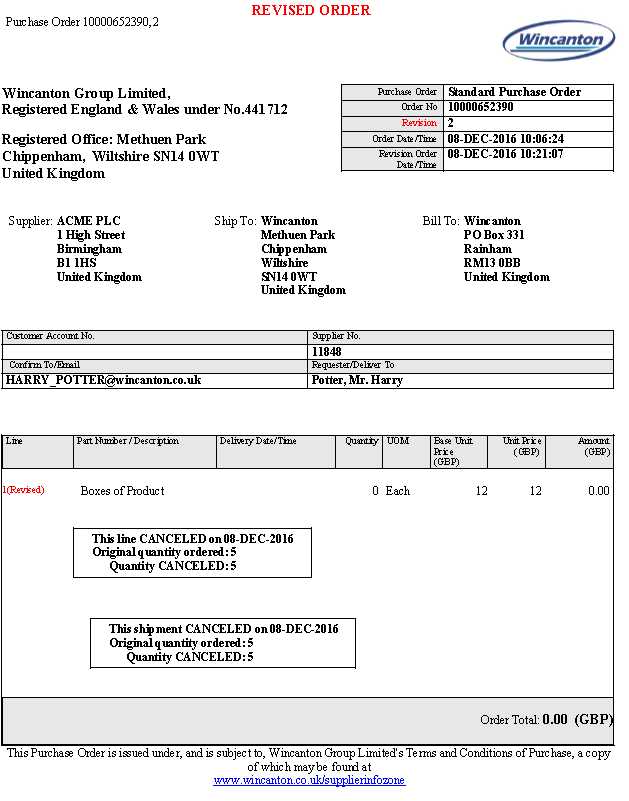 REVISED ORDER
Purchase Order 10000652390, 2
Wincanton
Wincanton Group Limited,
Registered England & Wales under No.441712
Registered Office: Methuen Park
Chippenham, Wiltshire SN14 0WT
United Kingdom
Purchase Order Standard Purchase Order
Order No 10000652390
Revision 2
Order Date/Time 08-DEC-2016 10:06:24
Revision Order Date/Time 08-DEC-2016 10:21:07
Supplier: ACME PLC
1 High Street
Birmingham
B1 1HS
United Kingdom
Ship To: Wincanton
Methuen Park
Chippenham
Wiltshire
SN14 0WT
United Kingdom
Bill To: Wincanton
PO Box 331
Rainham
RM13 0BB
United Kingdom
Customer Account No. Supplier No.
11848
Confirm To/Email Requester/Deliver To
HARRY_POTTER@wincanton.co.uk Potter, Mr. Harry
Line Part Number / Description Delivery Date/Time Quantity UOM Base Unit Price (GBP) Unit Price (GBP) Amount (GBP)
1(Revised) Boxes of Product 0 Each 12 12 0.00
This line CANCELED on 08-DEC-2016
Original quantity ordered: 5
Quantity CANCELED: 5
This shipment CANCELED on 08-DEC-2016
Original quantity ordered: 5
Quantity CANCELED: 5
Order Total: 0.00 (GBP)
This Purchase Order is issued under, and is subject to, Wincanton Group Limited's Terms and Conditions of Purchase, a copy
of which may be found at
www.wincanton.co.uk/supplierinfozone